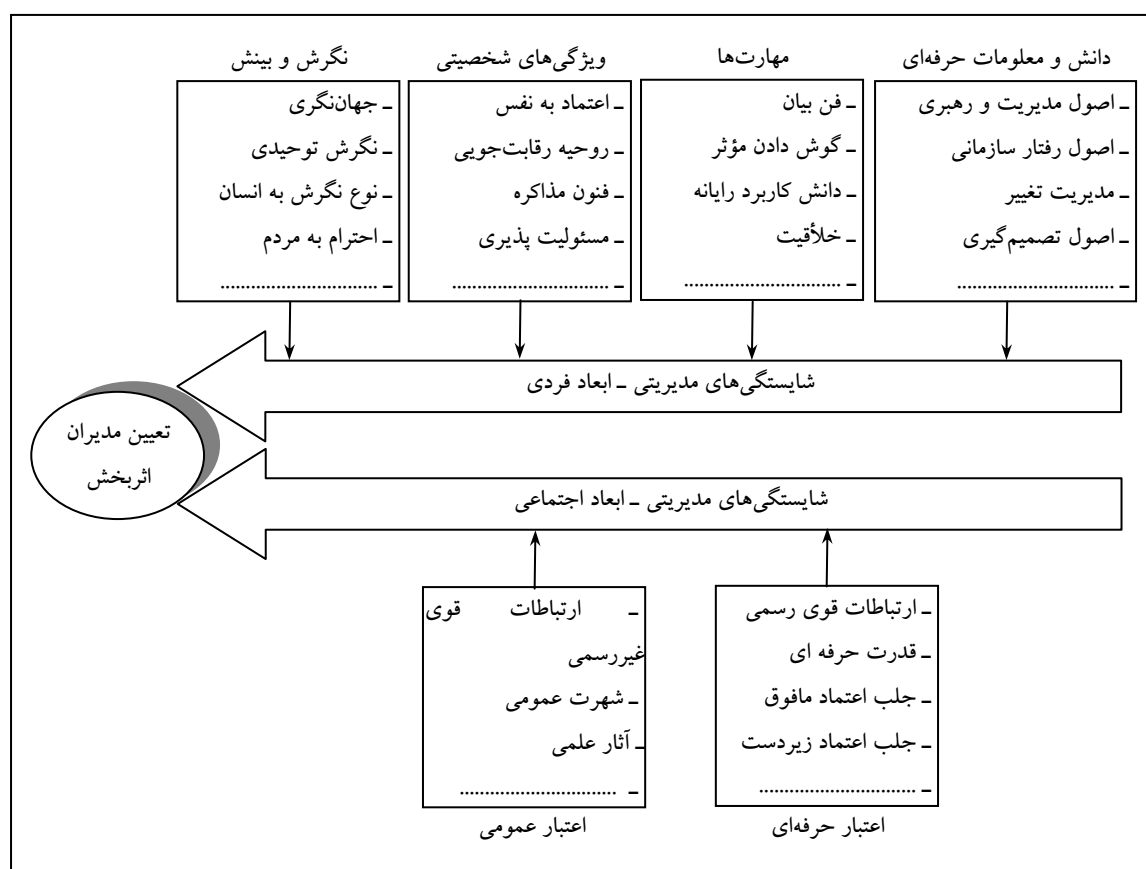 دانش و معلومات حرفه‌ای
ـ اصول مدیریت و رهبری
ـ اصول رفتار سازمانی
ـ مدیریت تغییر
ـ اصول تصمیم‌گیری
ـ ...............................
مهارت‌ها
ـ فن بیان
ـ گوش دادن مؤثر
ـ دانش کاربرد رایانه
ـ خلأقیت
ـ ...............................
ویژگی‌های شخصیتی
ـ اعتماد به نفس
ـ روحیه رقابت‌جویی
ـ فنون مذاکره
ـ مسئولیت پذیری
ـ ...............................
نگرش و بینش
ـ جهان‌نگری
ـ نگرش توحیدی
ـ نوع نگرش به انسان
ـ احترام به مردم
ـ ...............................
شایستگی‌های مدیریتی ـ ابعاد فردی
تعیین مدیران
اثربخش
شایستگی‌های مدیریتی ـ ابعاد اجتماعی
ـ ارتباطات قوی رسمی
ـ قدرت حرفه ای
ـ جلب اعتماد مافوق
ـ جلب اعتماد زیردست
ـ ...............................
اعتبار حرفه‌ای
ـ ارتباطات قوی
غیررسمی
ـ شهرت عمومی
ـ آثار علمی
ـ ...............................
اعتبار عمومی